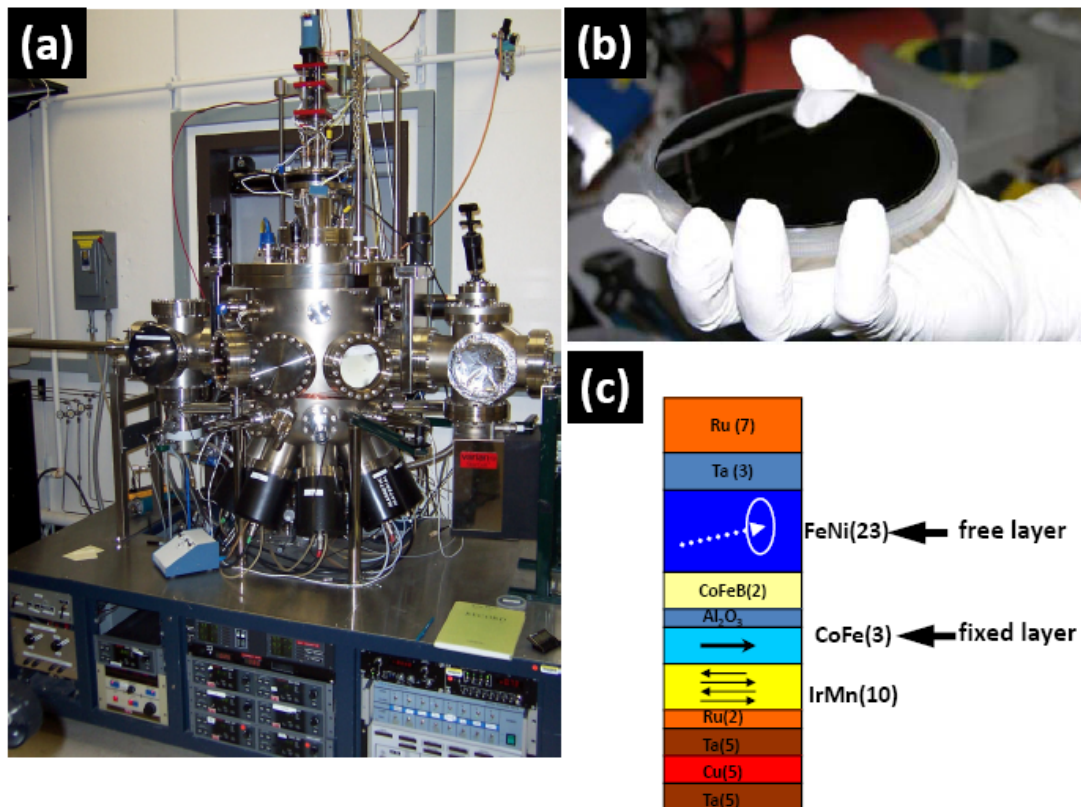 (a)
RECORD
(b)
(c)
Ru (7)
Ta (3)
FeNi(23) free layer
CoFeB(2)
Al₂O₃
CoFe(3) fixed layer
IrMn(10)
Ru(2)
Ta(5)
Cu(5)
Ta(5)